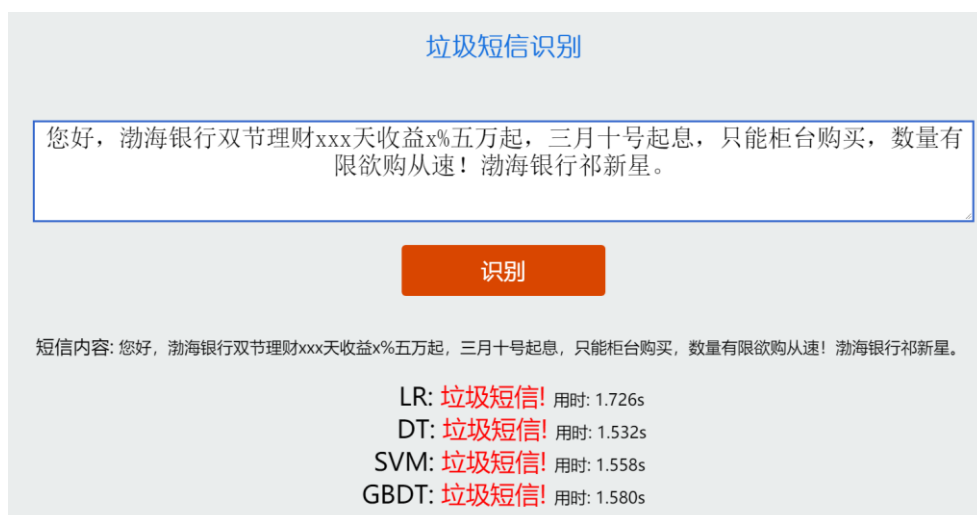 垃圾短信识别
您好，渤海银行双节理财xxx天收益x%五万起，三月十号起息，只能柜台购买，数量有
限欲购从速！渤海银行祁新星。
识别
短信内容: 您好，渤海银行双节理财xxx天收益x%五万起，三月十号起息，只能柜台购买，数量有限欲购从速！渤海银行祁新星。
LR: 垃圾短信! 用时: 1.726s
DT: 垃圾短信! 用时: 1.532s
SVM: 垃圾短信! 用时: 1.558s
GBDT: 垃圾短信! 用时: 1.580s